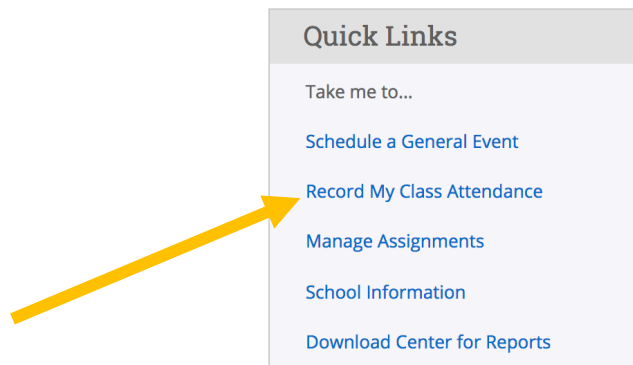 Quick Links
Take me to...
Schedule a General Event
Record My Class Attendance
Manage Assignments
School Information
Download Center for Reports